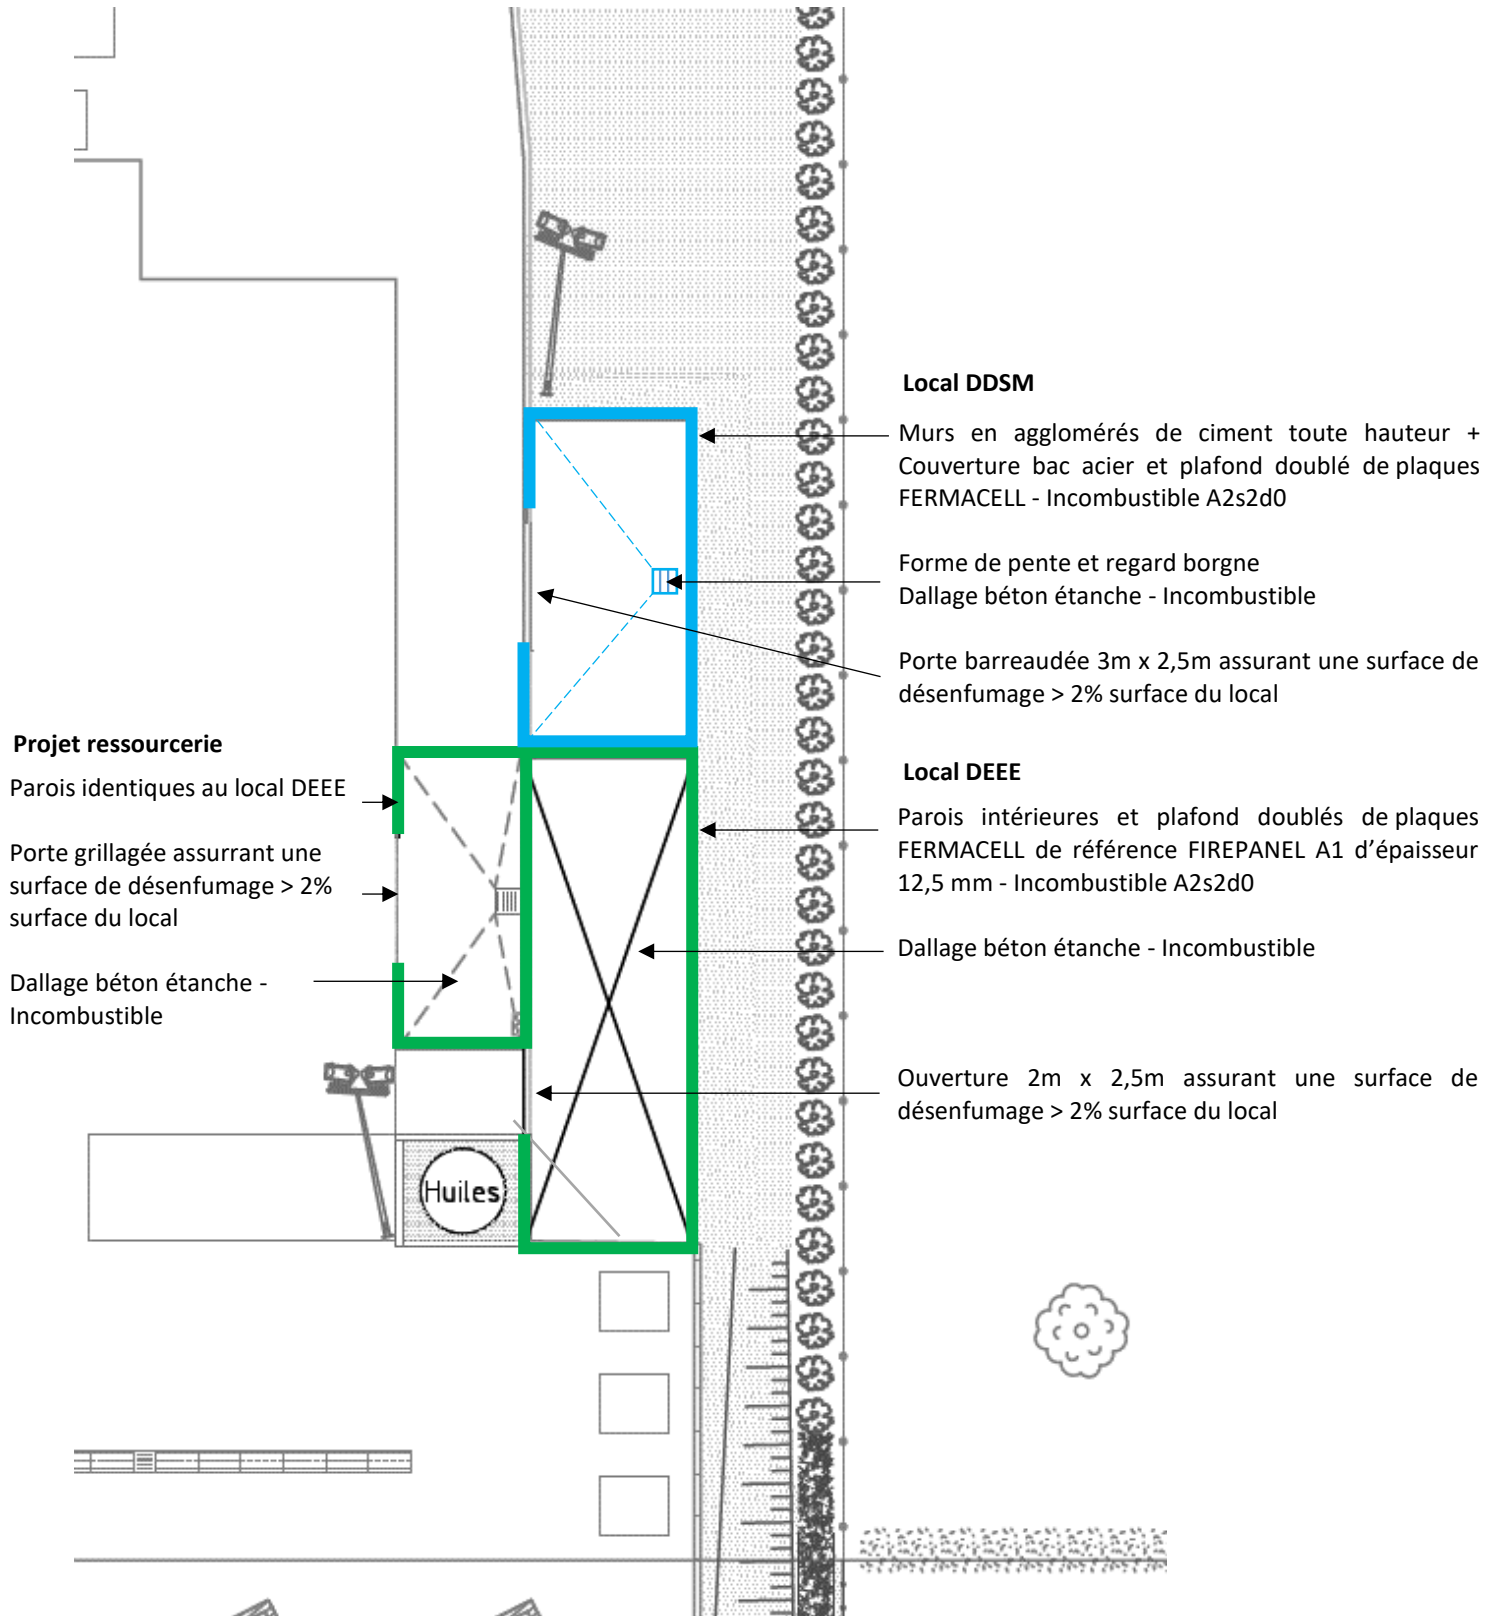 Local DDSM
Murs en agglomérés de ciment toute hauteur +
Couverture bac acier et plafond doublé de plaques
FERMACELL - Incombustible A2s2d0
Forme de pente et regard borgne
Dallage béton étanche - Incombustible
Porte barreaudée 3m x 2,5m assurant une surface de
désenfumage > 2% surface du local
Projet ressourcerie
Parois identiques au local DEEE
Porte grillagée assurrant une
surface de désenfumage > 2%
surface du local
Dallage béton étanche -
Incombustible
Local DEEE
Parois intérieures et plafond doublés de plaques
FERMACELL de référence FIREPANEL A1 d’épaisseur
12,5 mm - Incombustible A2s2d0
Dallage béton étanche - Incombustible
Ouverture 2m x 2,5m assurant une surface de
désenfumage > 2% surface du local
Huiles